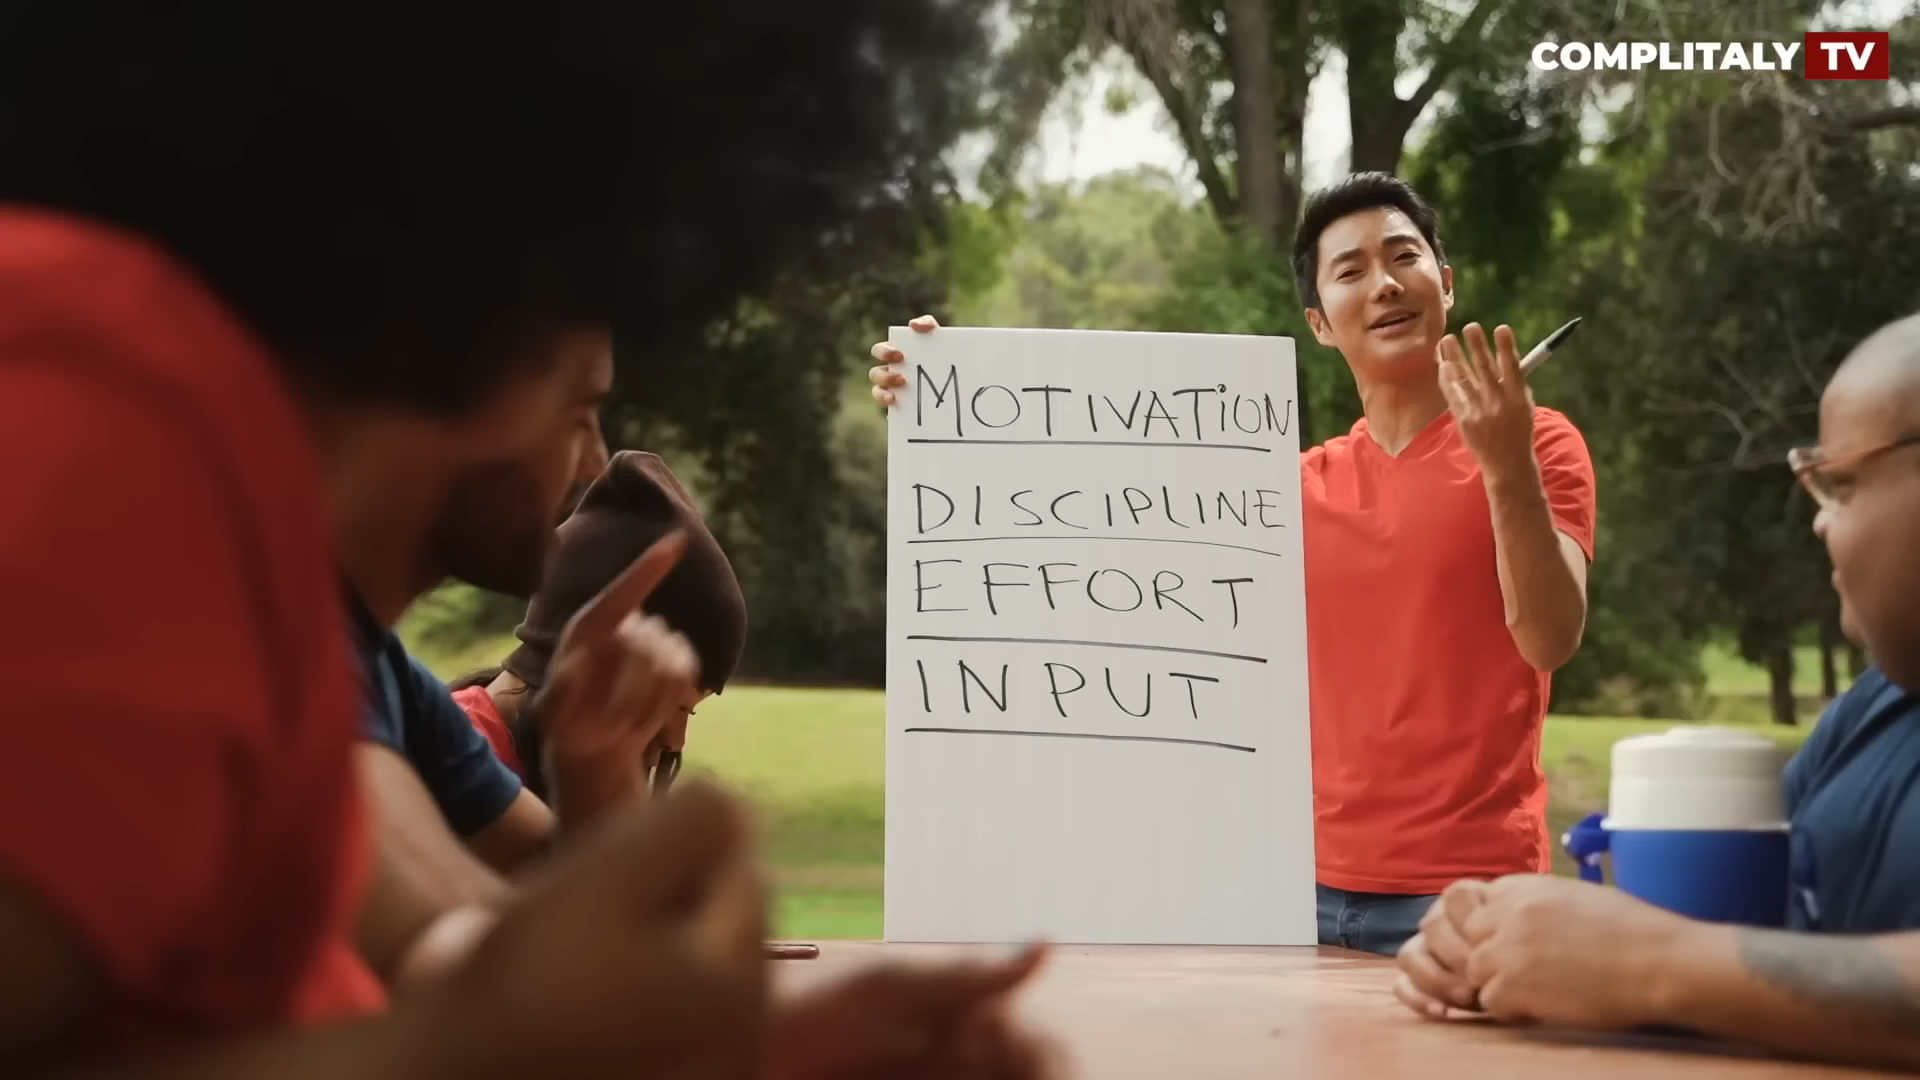 COMPLITALY TV
MOTIVATiON
DISCIPLINE
EFFORT
INPUT